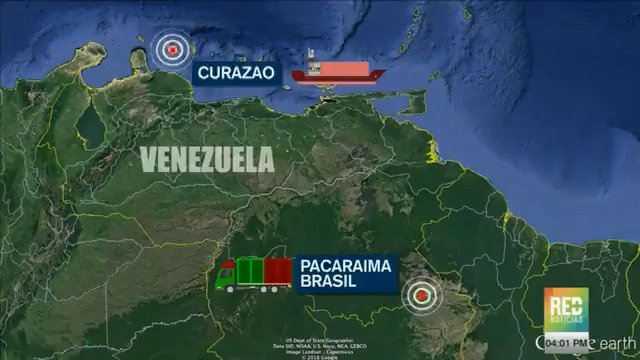 CURAZAO
VENEZUELA
PACARAIMA
BRASIL
RED
NOTICIAS
04:01 PM
earth
US Dept of State Geographer
Data SIO, NOAA, U.S. Navy, NGA, GEBCO
Image Landsat / Copernicus
© 2018 Google